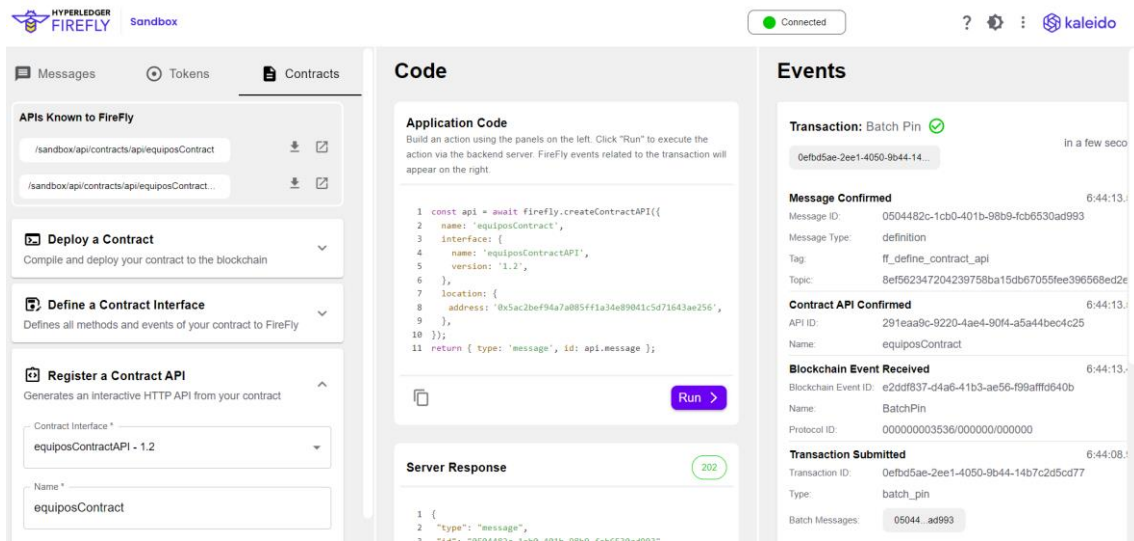 HYPERLEDGER
FIREFLY
Sandbox
Connected
?
kaleido
Messages
Tokens
Contracts
APIs Known to FireFly
/sandbox/api/contracts/api/equiposContract
/sandbox/api/contracts/api/equiposContract...
Deploy a Contract
Compile and deploy your contract to the blockchain
Define a Contract Interface
Defines all methods and events of your contract to FireFly
Register a Contract API
Generates an interactive HTTP API from your contract
Contract Interface *
equiposContractAPI - 1.2
Name *
equiposContract
Code
Application Code
Build an action using the panels on the left. Click "Run" to execute the
action via the backend server. FireFly events related to the transaction will
appear on the right.
1 const api = await firefly.createContractAPI({
2 name: 'equiposContract',
3 interface: {
4 name: 'equiposContractAPI',
5 version: '1.2',
6 },
7 location: {
8 address: '0x5ac2bef94a7a085ff1a34e89041c5d71643ae256',
9 },
10 });
11 return { type: 'message', id: api.message };
Run
Server Response
202
1 {
2 "type": "message",
Events
Transaction: Batch Pin
in a few seco
0efbd5ae-2ee1-4050-9b44-14...
Message Confirmed 6:44:13.
Message ID: 0504482c-1cb0-401b-98b9-fcb6530ad993
Message Type: definition
Tag: ff_define_contract_api
Topic: 8ef562347204239758ba15db67055fee396568ed2e
Contract API Confirmed 6:44:13.
API ID: 291eaa9c-9220-4ae4-90f4-a5a44bec4c25
Name: equiposContract
Blockchain Event Received 6:44:13.
Blockchain Event ID: e2ddf837-d4a6-41b3-ae56-f99afffd640b
Name: BatchPin
Protocol ID: 000000003536/000000/000000
Transaction Submitted 6:44:08.
Transaction ID: 0efbd5ae-2ee1-4050-9b44-14b7c2d5cd77
Type: batch_pin
Batch Messages: 05044...ad993